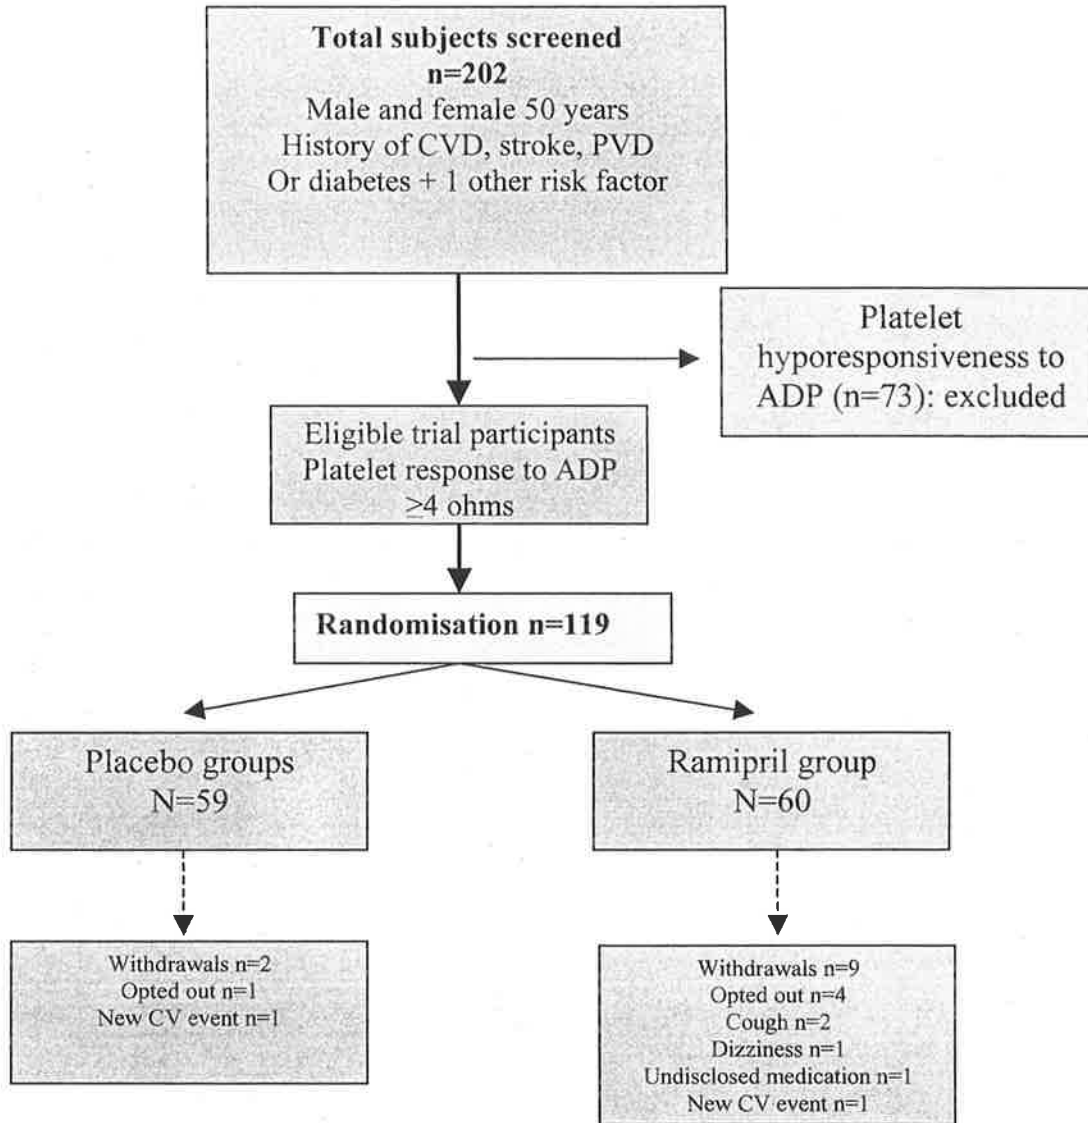 Total subjects screened
n=202
Male and female 50 years
History of CVD, stroke, PVD
Or diabetes + 1 other risk factor
Platelet
hyporesponsiveness to
ADP (n=73): excluded
Eligible trial participants
Platelet response to ADP
≥4 ohms
Randomisation n=119
Placebo groups
N=59
Ramipril group
N=60
Withdrawals n=2
Opted out n=1
New CV event n=1
Withdrawals n=9
Opted out n=4
Cough n=2
Dizziness n=1
Undisclosed medication n=1
New CV event n=1